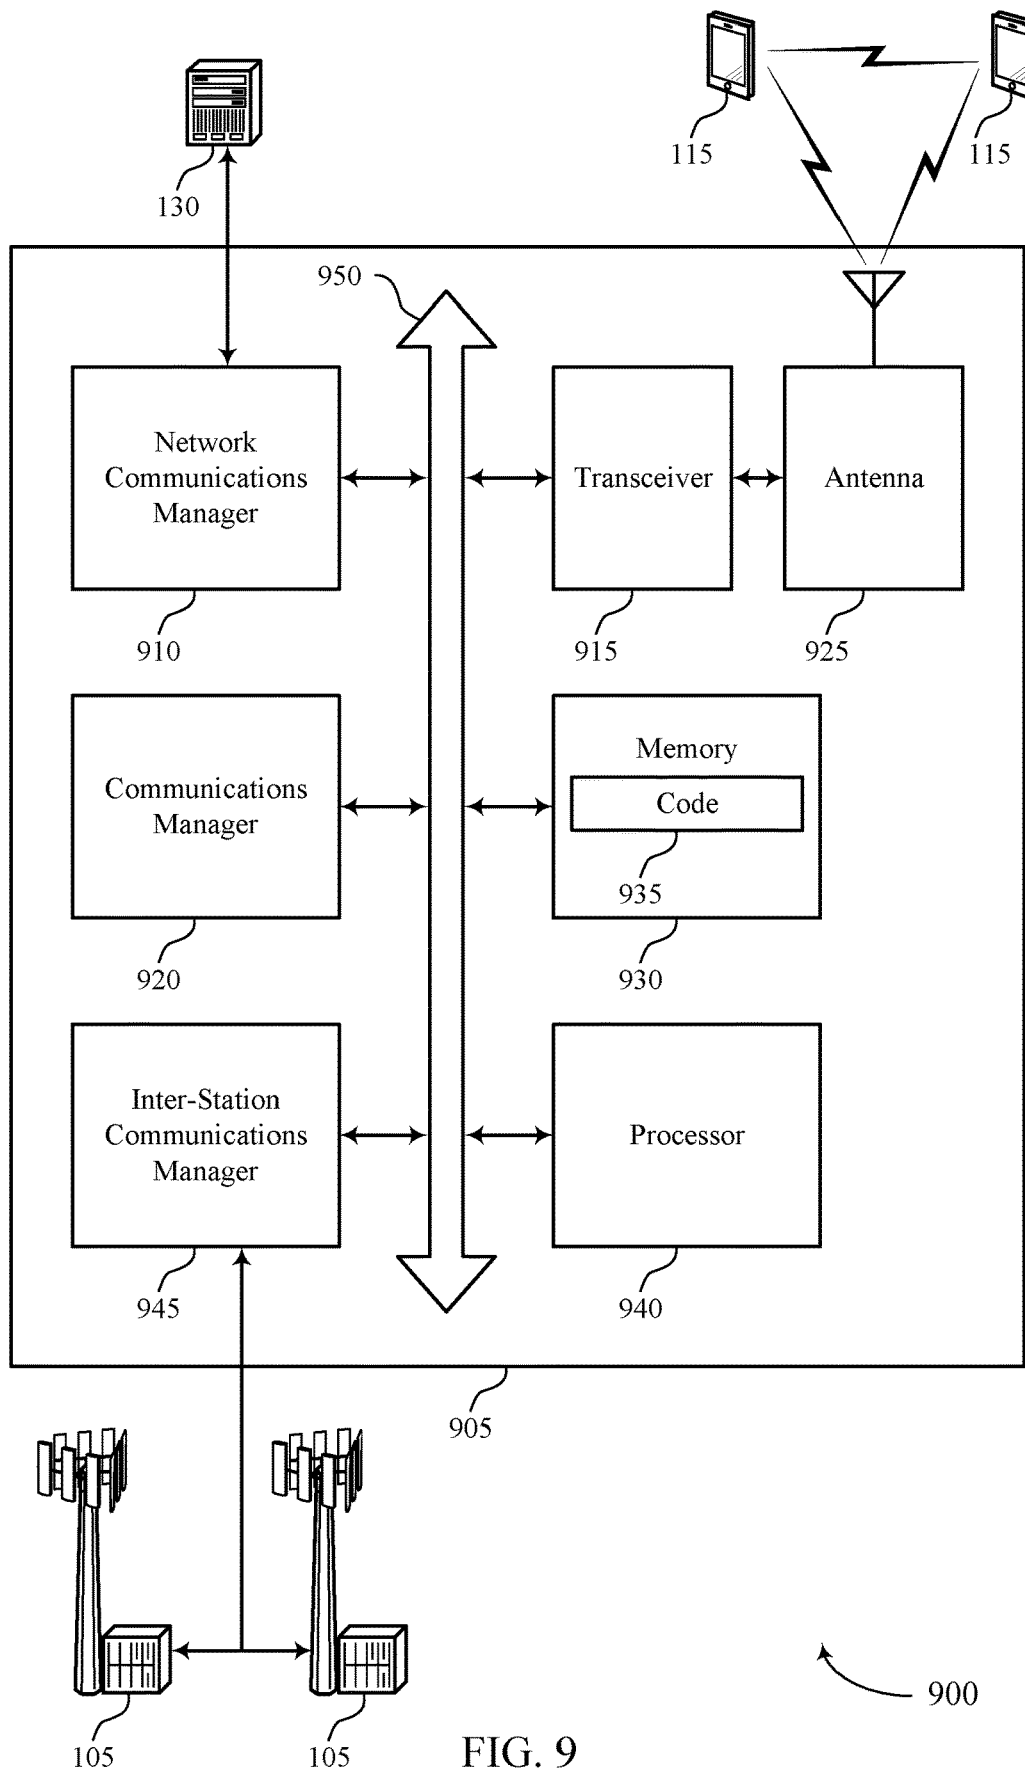 115
115
130
950
Network
Communications
Manager
Transceiver
Antenna
910
915
925
Communications
Manager
Memory
Code
935
920
930
Inter-Station
Communications
Manager
Processor
945
940
905
105
105
900
FIG. 9